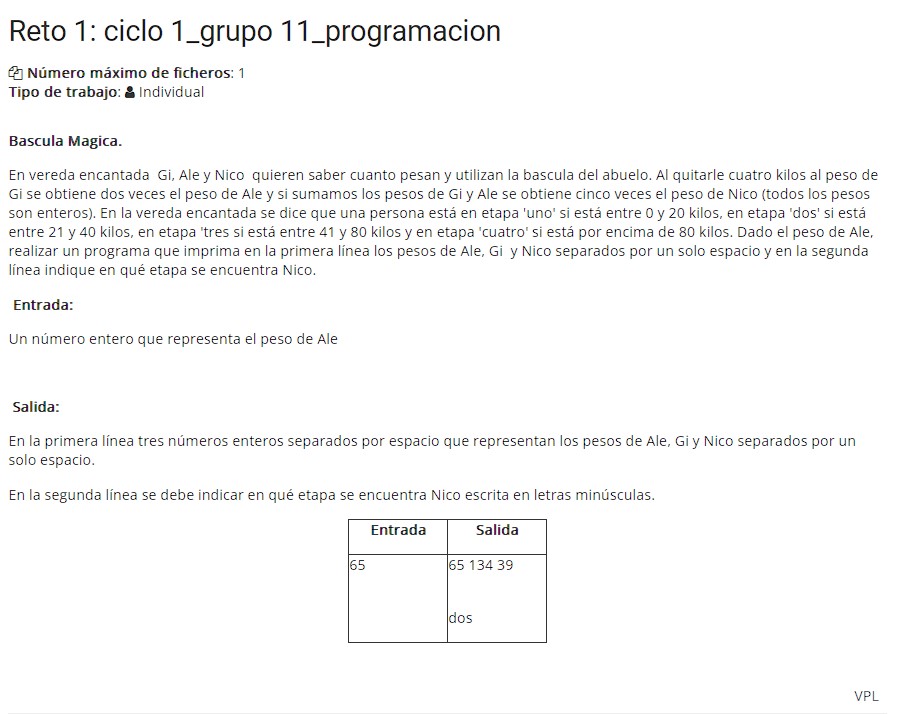 Reto 1: ciclo 1_grupo 11_programacion
Número máximo de ficheros: 1
Tipo de trabajo: Individual
Bascula Magica.
En vereda encantada  Gi, Ale y Nico  quieren saber cuanto pesan y utilizan la bascula del abuelo. Al quitarle cuatro kilos al peso de
Gi se obtiene dos veces el peso de Ale y si sumamos los pesos de Gi y Ale se obtiene cinco veces el peso de Nico (todos los pesos
son enteros). En la vereda encantada se dice que una persona está en etapa 'uno' si está entre 0 y 20 kilos, en etapa 'dos' si está
entre 21 y 40 kilos, en etapa 'tres si está entre 41 y 80 kilos y en etapa 'cuatro' si está por encima de 80 kilos. Dado el peso de Ale,
realizar un programa que imprima en la primera línea los pesos de Ale, Gi  y Nico separados por un solo espacio y en la segunda
línea indique en qué etapa se encuentra Nico.
Entrada:
Un número entero que representa el peso de Ale
Salida:
En la primera línea tres números enteros separados por espacio que representan los pesos de Ale, Gi y Nico separados por un
solo espacio.
En la segunda línea se debe indicar en qué etapa se encuentra Nico escrita en letras minúsculas.
Entrada Salida
65 65 134 39
dos
VPL